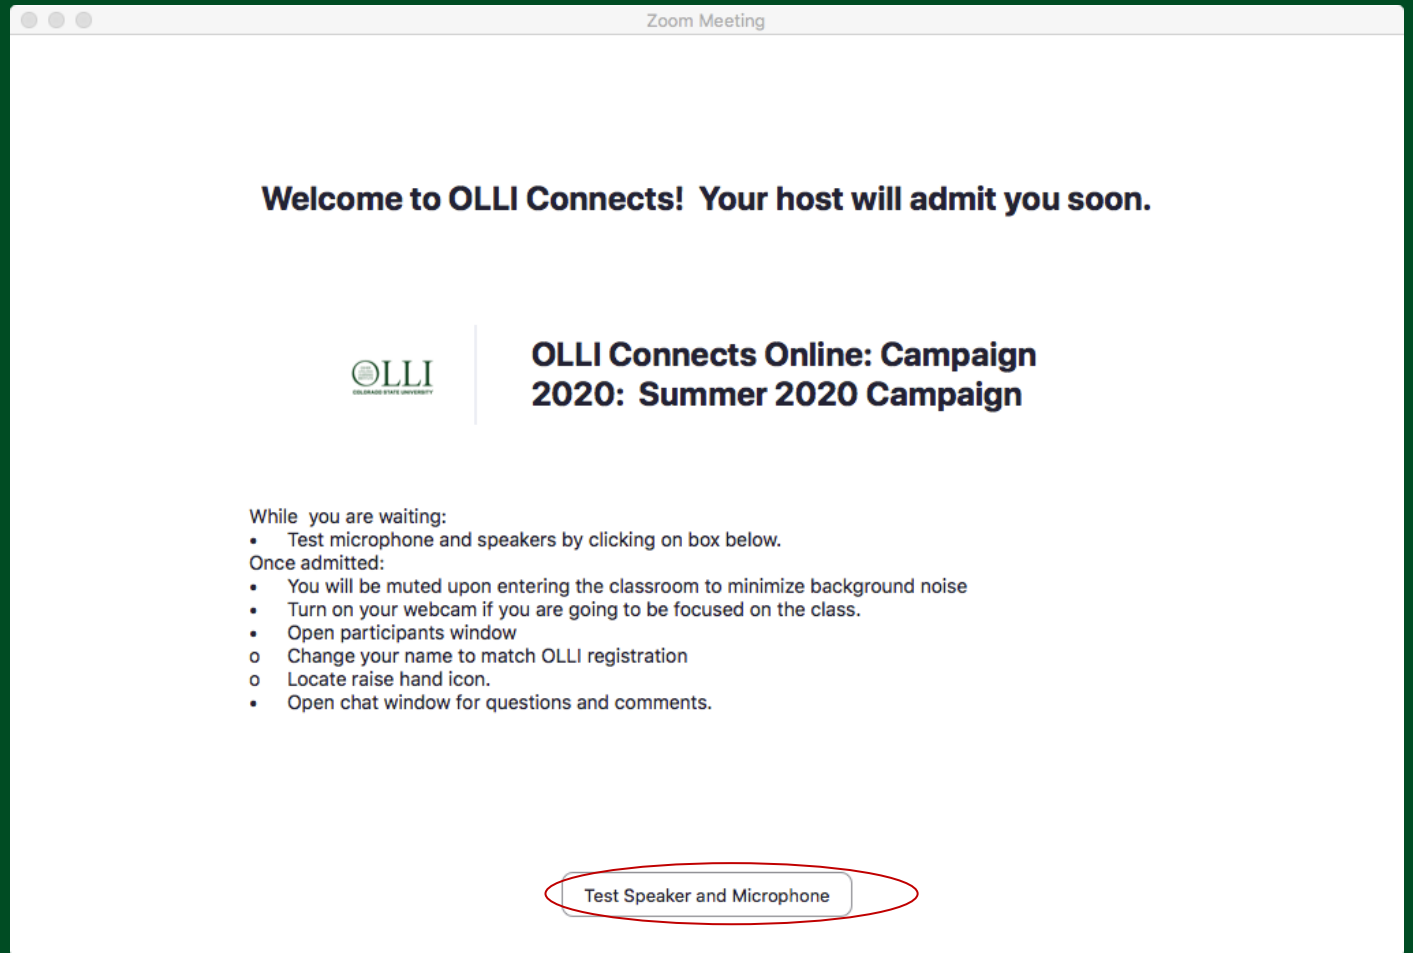 Zoom Meeting
Welcome to OLLI Connects!  Your host will admit you soon.
OLLI
COLORADO STATE UNIVERSITY
OLLI Connects Online: Campaign
2020:  Summer 2020 Campaign
While  you are waiting:
•	Test microphone and speakers by clicking on box below.
Once admitted:
•	You will be muted upon entering the classroom to minimize background noise
•	Turn on your webcam if you are going to be focused on the class.
•	Open participants window
o	Change your name to match OLLI registration
o	Locate raise hand icon.
•	Open chat window for questions and comments.
Test Speaker and Microphone